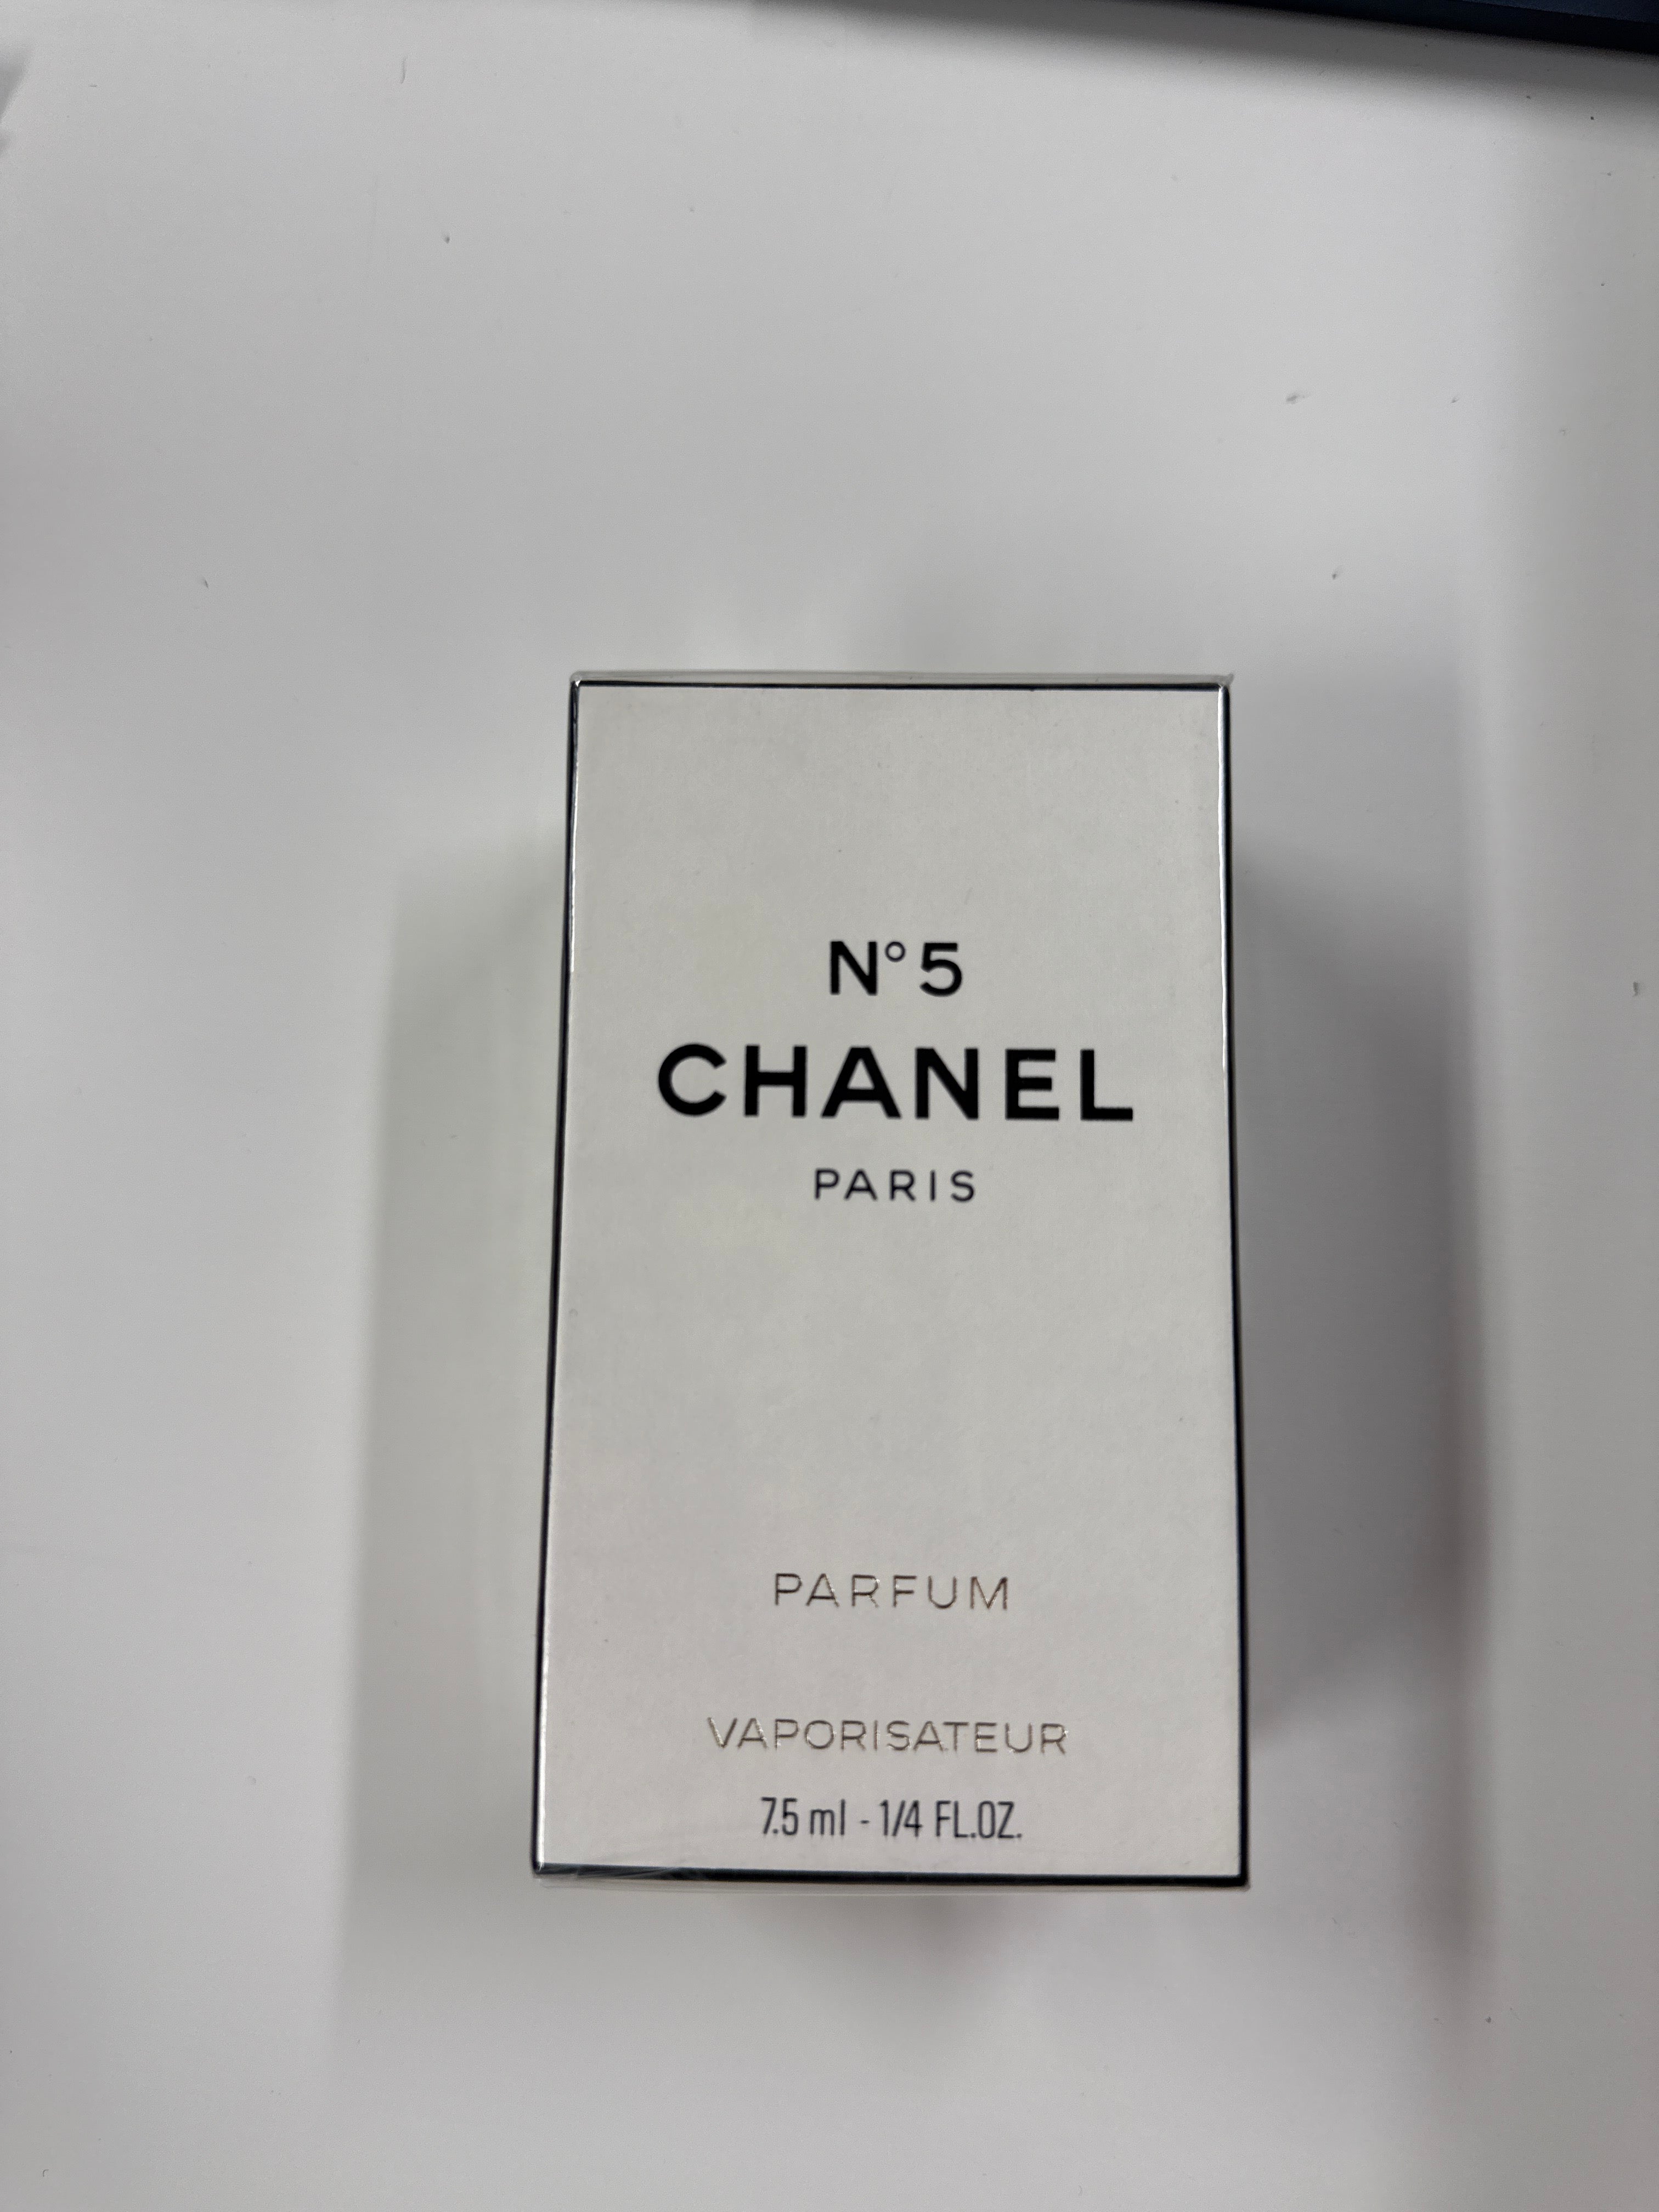 N°5
CHANEL
PARIS
PARFUM
VAPORISATEUR
7.5 ml - 1/4 FL.OZ.